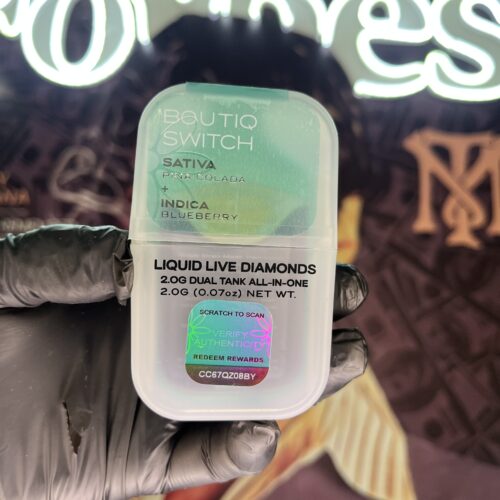 BOUTIQ
SWITCH
SATIVA
PINA COLADA
+
INDICA
BLUEBERRY
LIQUID LIVE DIAMONDS
2.0G DUAL TANK ALL-IN-ONE
2.0G (0.07oz) NET WT.
SCRATCH TO SCAN
VERIFY
AUTHENTICITY
REDEEM REWARDS
CC67QZ08BY